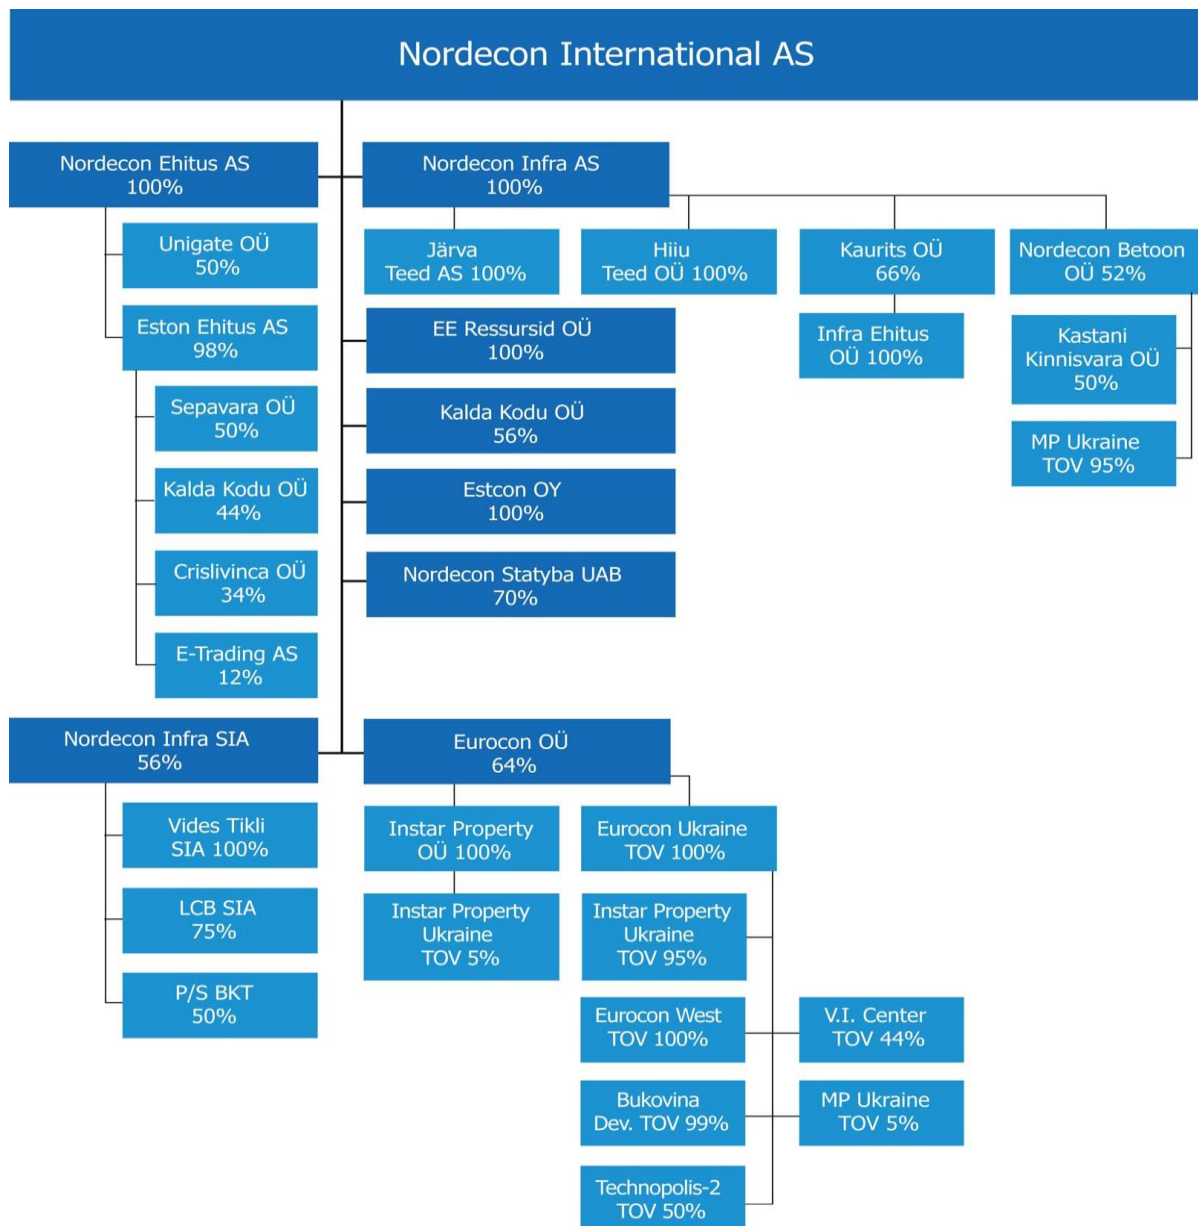 Nordecon International AS
Nordecon Ehitus AS
100%
Unigate OÜ
50%
Eston Ehitus AS
98%
Sepavara OÜ
50%
Kalda Kodu OÜ
44%
Crislivinca OÜ
34%
E-Trading AS
12%
Nordecon Infra AS
100%
Järva
Teed AS 100%
Hiiu
Teed OÜ 100%
Kaurits OÜ
66%
Infra Ehitus
OÜ 100%
Nordecon Betoon
OÜ 52%
Kastani
Kinnisvara OÜ
50%
MP Ukraine
TOV 95%
EE Ressursid OÜ
100%
Kalda Kodu OÜ
56%
Estcon OY
100%
Nordecon Statyba UAB
70%
Nordecon Infra SIA
56%
Vides Tikli
SIA 100%
LCB SIA
75%
P/S BKT
50%
Eurocon OÜ
64%
Instar Property
OÜ 100%
Instar Property
Ukraine
TOV 5%
Eurocon Ukraine
TOV 100%
Instar Property
Ukraine
TOV 95%
Eurocon West
TOV 100%
V.I. Center
TOV 44%
Bukovina
Dev. TOV 99%
MP Ukraine
TOV 5%
Technopolis-2
TOV 50%